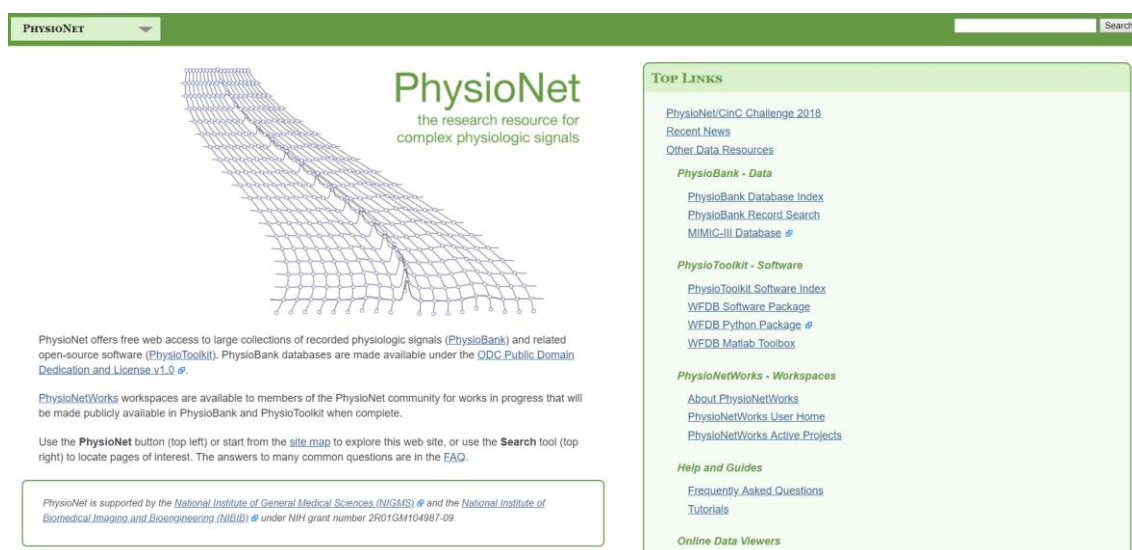 PHYSIONET
Search
PhysioNet
the research resource for
complex physiologic signals
PhysioNet offers free web access to large collections of recorded physiologic signals (PhysioBank) and related
open-source software (PhysioToolkit). PhysioBank databases are made available under the ODC Public Domain
Dedication and License v1.0.
PhysioNetWorks workspaces are available to members of the PhysioNet community for works in progress that will
be made publicly available in PhysioBank and PhysioToolkit when complete.
Use the PhysioNet button (top left) or start from the site map to explore this web site, or use the Search tool (top
right) to locate pages of interest. The answers to many common questions are in the FAQ.
PhysioNet is supported by the National Institute of General Medical Sciences (NIGMS) and the National Institute of
Biomedical Imaging and Bioengineering (NIBIB) under NIH grant number 2R01GM104987-09.
TOP LINKS
PhysioNet/CinC Challenge 2018
Recent News
Other Data Resources
PhysioBank - Data
PhysioBank Database Index
PhysioBank Record Search
MIMIC-III Database
PhysioToolkit - Software
PhysioToolkit Software Index
WFDB Software Package
WFDB Python Package
WFDB Matlab Toolbox
PhysioNetWorks - Workspaces
About PhysioNetWorks
PhysioNetWorks User Home
PhysioNetWorks Active Projects
Help and Guides
Frequently Asked Questions
Tutorials
Online Data Viewers